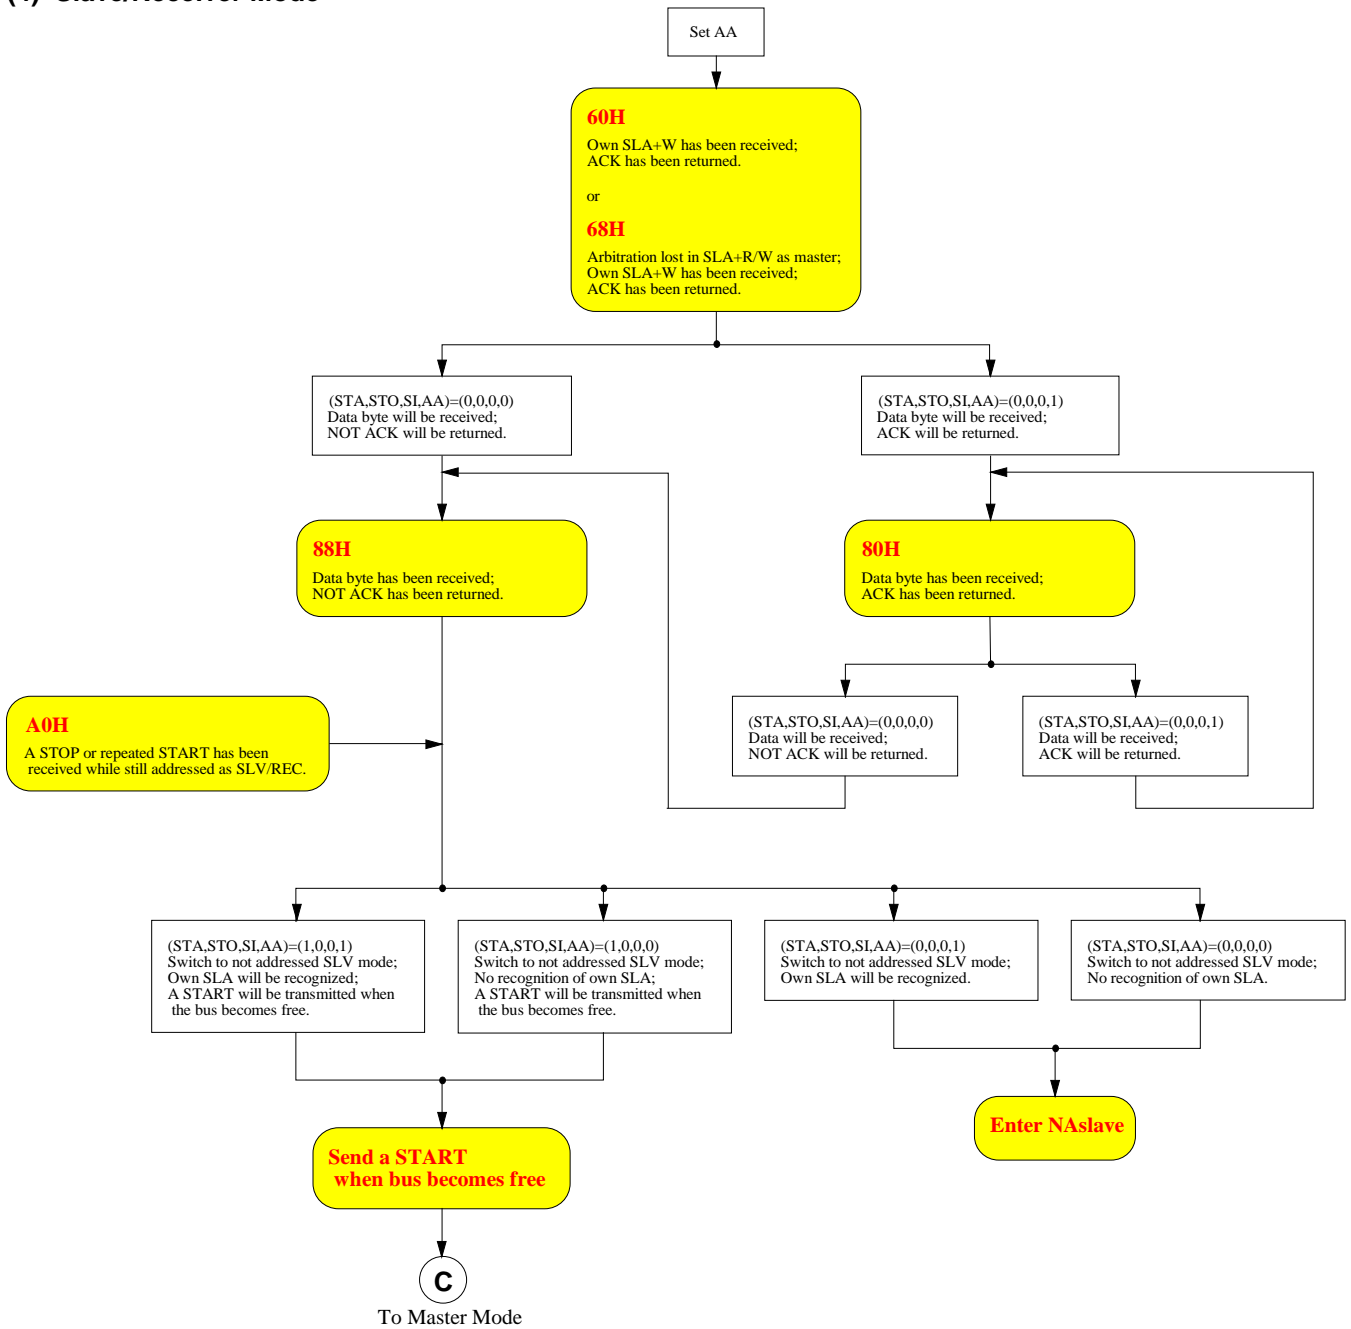 Set AA
60H
Own SLA+W has been received;
ACK has been returned.
or
68H
Arbitration lost in SLA+R/W as master;
Own SLA+W has been received;
ACK has been returned.
(STA,STO,SI,AA)=(0,0,0,0)
Data byte will be received;
NOT ACK will be returned.
(STA,STO,SI,AA)=(0,0,0,1)
Data byte will be received;
ACK will be returned.
88H
Data byte has been received;
NOT ACK has been returned.
80H
Data byte has been received;
ACK has been returned.
A0H
A STOP or repeated START has been
received while still addressed as SLV/REC.
(STA,STO,SI,AA)=(0,0,0,0)
Data will be received;
NOT ACK will be returned.
(STA,STO,SI,AA)=(0,0,0,1)
Data will be received;
ACK will be returned.
(STA,STO,SI,AA)=(1,0,0,1)
Switch to not addressed SLV mode;
Own SLA will be recognized;
A START will be transmitted when
the bus becomes free.
(STA,STO,SI,AA)=(1,0,0,0)
Switch to not addressed SLV mode;
No recognition of own SLA;
A START will be transmitted when
the bus becomes free.
(STA,STO,SI,AA)=(0,0,0,1)
Switch to not addressed SLV mode;
Own SLA will be recognized.
(STA,STO,SI,AA)=(0,0,0,0)
Switch to not addressed SLV mode;
No recognition of own SLA.
Send a START
when bus becomes free
Enter NAslave
C
To Master Mode